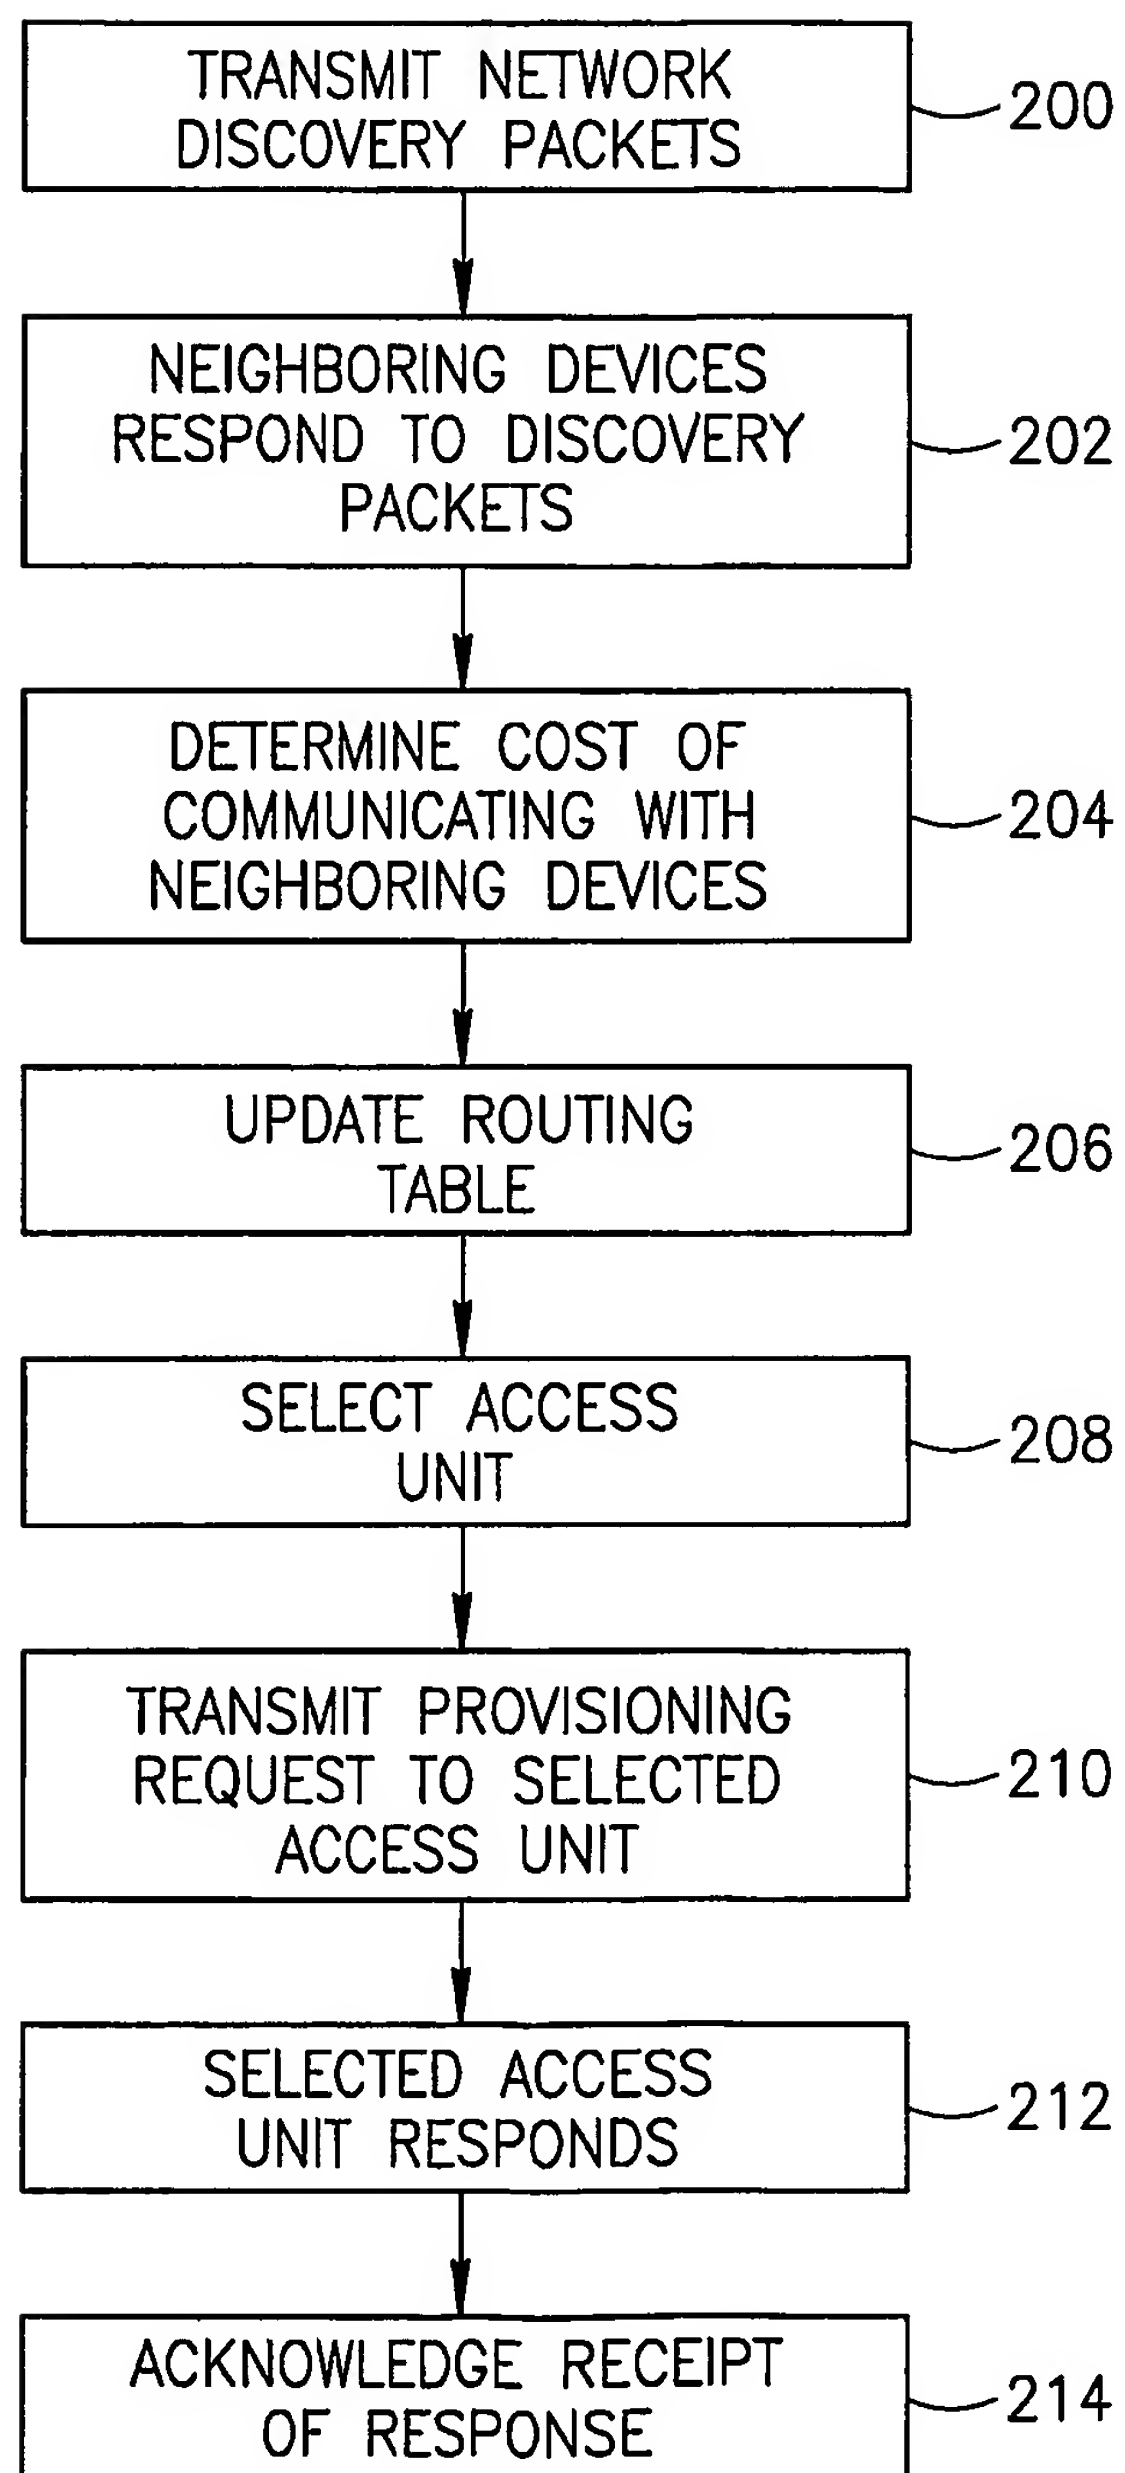 TRANSMIT NETWORK
DISCOVERY PACKETS
200
NEIGHBORING DEVICES
RESPOND TO DISCOVERY
PACKETS
202
DETERMINE COST OF
COMMUNICATING WITH
NEIGHBORING DEVICES
204
UPDATE ROUTING
TABLE
206
SELECT ACCESS
UNIT
208
TRANSMIT PROVISIONING
REQUEST TO SELECTED
ACCESS UNIT
210
SELECTED ACCESS
UNIT RESPONDS
212
ACKNOWLEDGE RECEIPT
OF RESPONSE
214